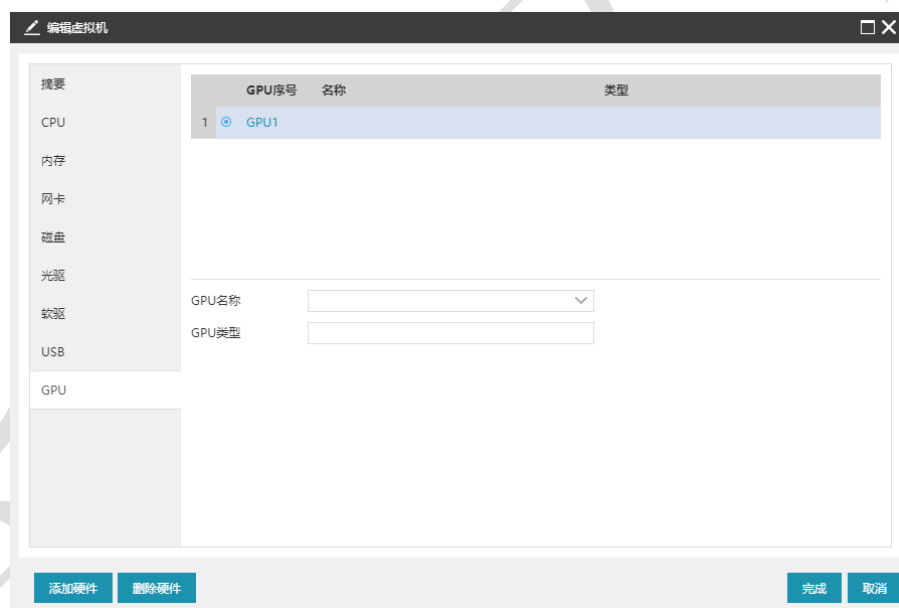 编辑虚拟机
摘要
CPU
内存
网卡
磁盘
光驱
软驱
USB
GPU
GPU序号 名称 类型
1 GPU1
GPU名称
GPU类型
添加硬件 删除硬件 完成 取消